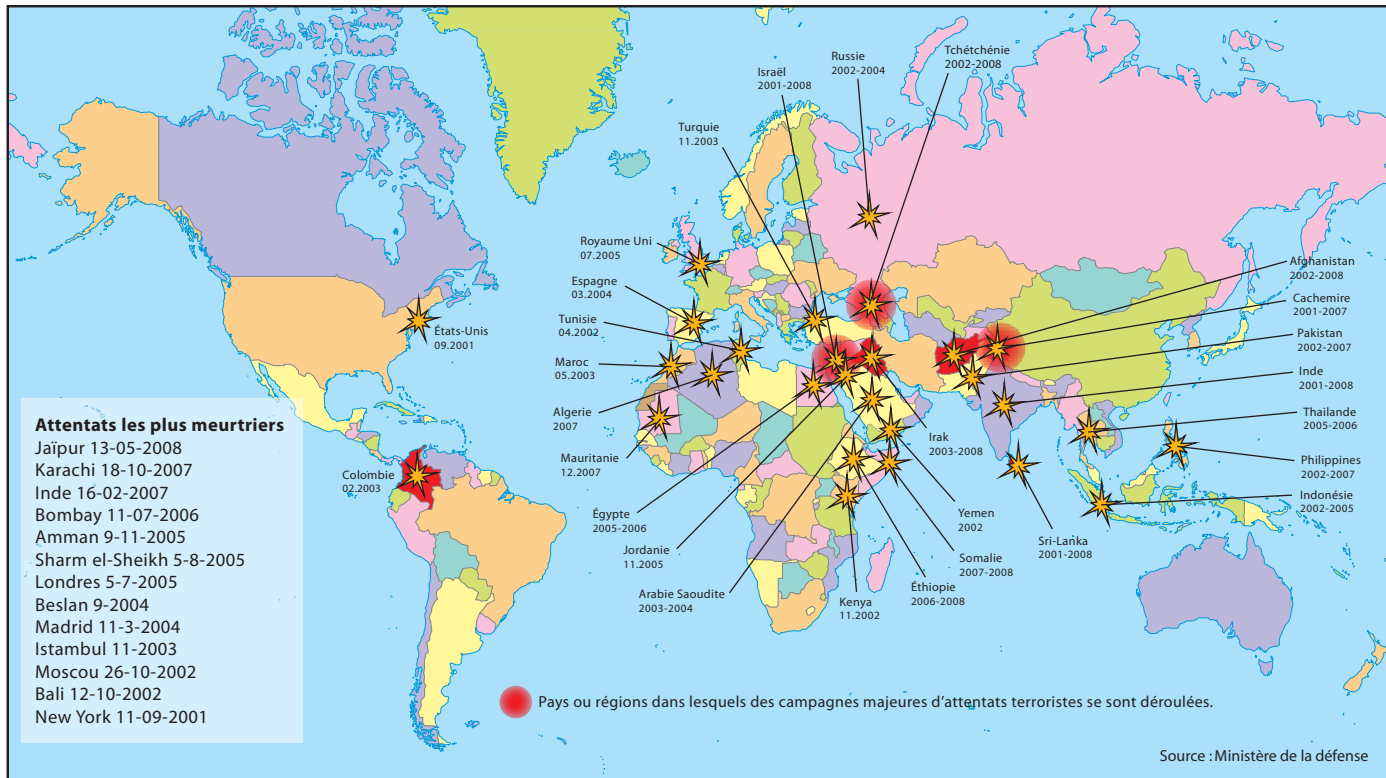 Israël
2001-2008
Russie
2002-2004
Tchétchénie
2002-2008
Turquie
11.2003
Royaume Uni
07.2005
Espagne
03.2004
Tunisie
04.2002
Maroc
05.2003
Algerie
2007
Mauritanie
12.2007
Égypte
2005-2006
Jordanie
11.2005
Arabie Saoudite
2003-2004
Kenya
11.2002
Éthiopie
2006-2008
Somalie
2007-2008
Yemen
2002
Irak
2003-2008
Sri-Lanka
2001-2008
Afghanistan
2002-2008
Cachemire
2001-2007
Pakistan
2002-2007
Inde
2001-2008
Thailande
2005-2006
Philippines
2002-2007
Indonésie
2002-2005
États-Unis
09.2001
Colombie
02.2003
Attentats les plus meurtriers
Jaïpur 13-05-2008
Karachi 18-10-2007
Inde 16-02-2007
Bombay 11-07-2006
Amman 9-11-2005
Sharm el-Sheikh 5-8-2005
Londres 5-7-2005
Beslan 9-2004
Madrid 11-3-2004
Istambul 11-2003
Moscou 26-10-2002
Bali 12-10-2002
New York 11-09-2001
Pays ou régions dans lesquels des campagnes majeures d'attentats terroristes se sont déroulées.
Source : Ministère de la défense